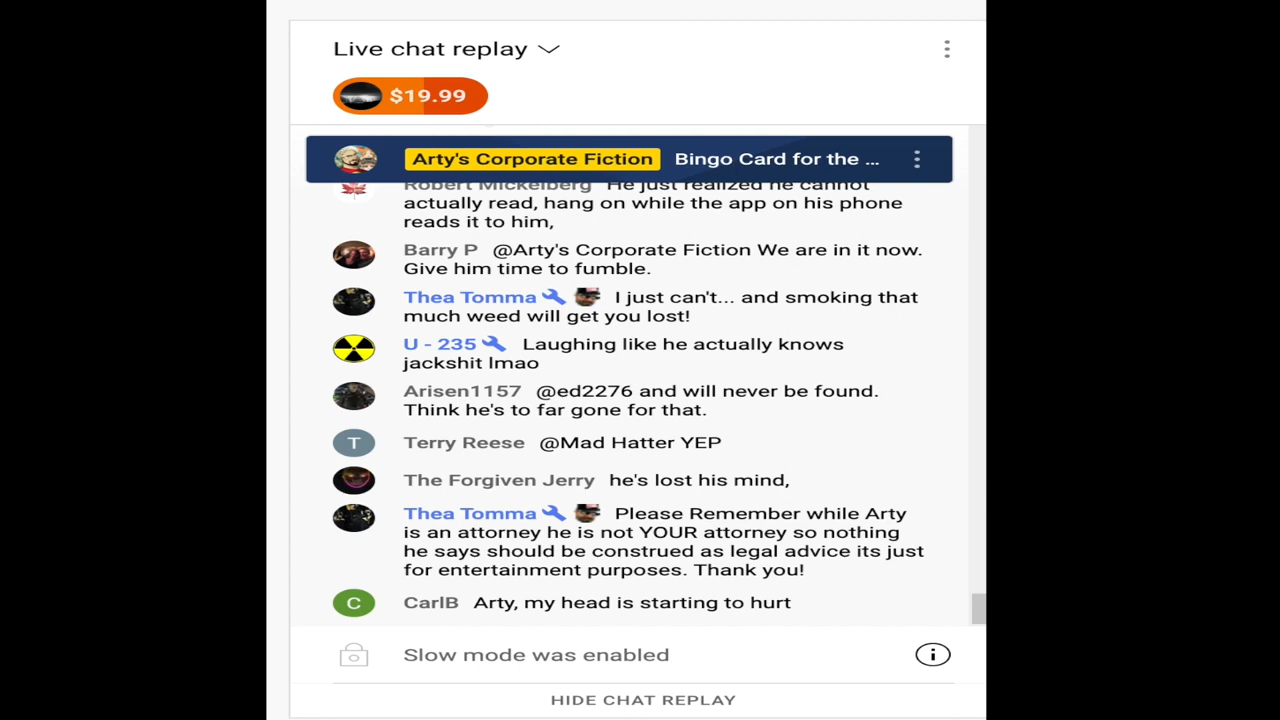 Live chat replay
$19.99
Arty's Corporate Fiction Bingo Card for the ...
Robert Mickelberg He just realized he cannot
actually read, hang on while the app on his phone
reads it to him,
Barry P @Arty's Corporate Fiction We are in it now.
Give him time to fumble.
Thea Tomma I just can't... and smoking that
much weed will get you lost!
U - 235 Laughing like he actually knows
jackshit lmao
Arisen1157 @ed2276 and will never be found.
Think he's to far gone for that.
T Terry Reese @Mad Hatter YEP
The Forgiven Jerry he's lost his mind,
Thea Tomma Please Remember while Arty
is an attorney he is not YOUR attorney so nothing
he says should be construed as legal advice its just
for entertainment purposes. Thank you!
C CarlB Arty, my head is starting to hurt
Slow mode was enabled
HIDE CHAT REPLAY